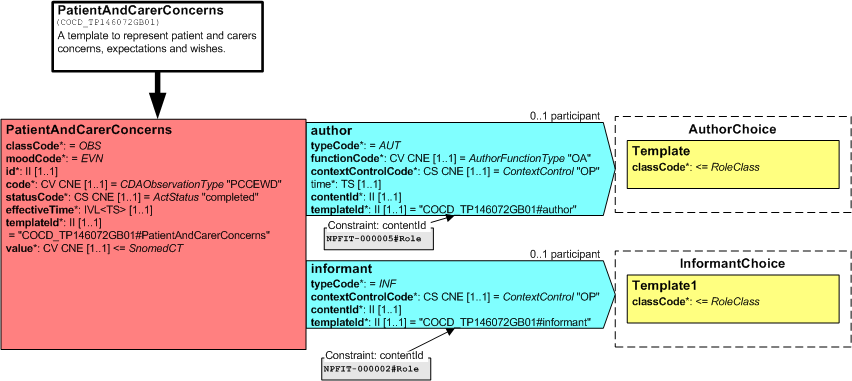 PatientAndCarerConcerns
(COCD_TP146072GB01)
A template to represent patient and carers
concerns, expectations and wishes.
PatientAndCarerConcerns
classCode*: = OBS
moodCode*: = EVN
id*: II [1..1]
code*: CV CNE [1..1] = CDAObservationType "PCCEWD"
statusCode*: CS CNE [1..1] = ActStatus "completed"
effectiveTime*: IVL<TS> [1..1]
templateId*: II [1..1]
= "COCD_TP146072GB01#PatientAndCarerConcerns"
value*: CV CNE [1..1] <= SnomedCT
0..1 participant
author
typeCode*: = AUT
functionCode*: CV CNE [1..1] = AuthorFunctionType "OA"
contextControlCode*: CS CNE [1..1] = ContextControl "OP"
time*: TS [1..1]
contentId*: II [1..1]
templateId*: II [1..1] = "COCD_TP146072GB01#author"
Constraint: contentId
NPFIT-000005#Role
AuthorChoice
Template
classCode*: <= RoleClass
0..1 participant
informant
typeCode*: = INF
contextControlCode*: CS CNE [1..1] = ContextControl "OP"
contentId*: II [1..1]
templateId*: II [1..1] = "COCD_TP146072GB01#informant"
Constraint: contentId
NPFIT-000002#Role
InformantChoice
Template1
classCode*: <= RoleClass